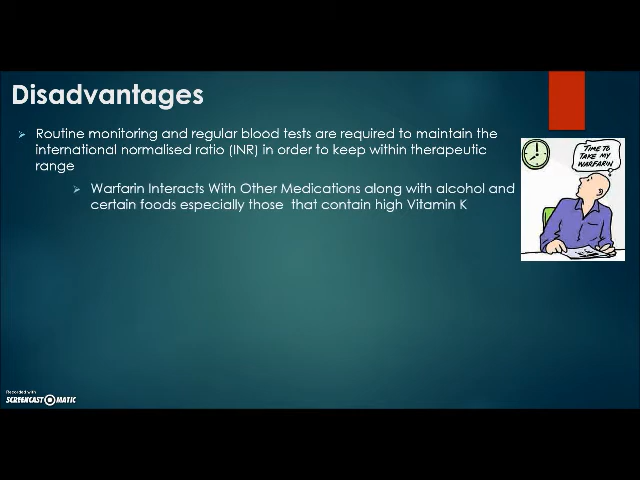 Disadvantages
Routine monitoring and regular blood tests are required to maintain the
international normalised ratio (INR) in order to keep within therapeutic
range
Warfarin Interacts With Other Medications along with alcohol and
certain foods especially those that contain high Vitamin K
TIME TO
TAKE MY
WARFARIN
Recorded with
SCREENCAST-O-MATIC